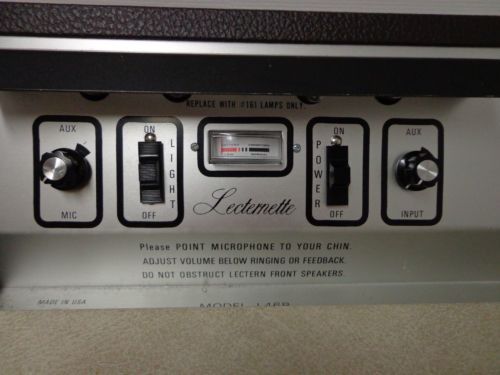 REPLACE WITH #161 LAMPS ONLY.
AUX
MIC
ON
LIGHT
OFF
Lecternette
ON
POWER
OFF
AUX
INPUT
Please POINT MICROPHONE TO YOUR CHIN.
ADJUST VOLUME BELOW RINGING OR FEEDBACK.
DO NOT OBSTRUCT LECTERN FRONT SPEAKERS.
MADE IN USA
MODEL